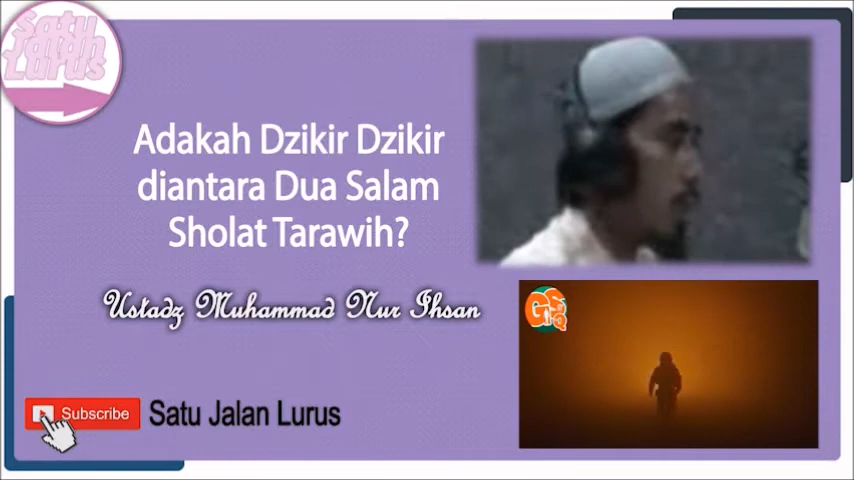 Satu
Jalan
Lurus
Adakah Dzikir Dzikir
diantara Dua Salam
Sholat Tarawih?
Ustadz Muhammad Nur Ihsan
Subscribe
Satu Jalan Lurus